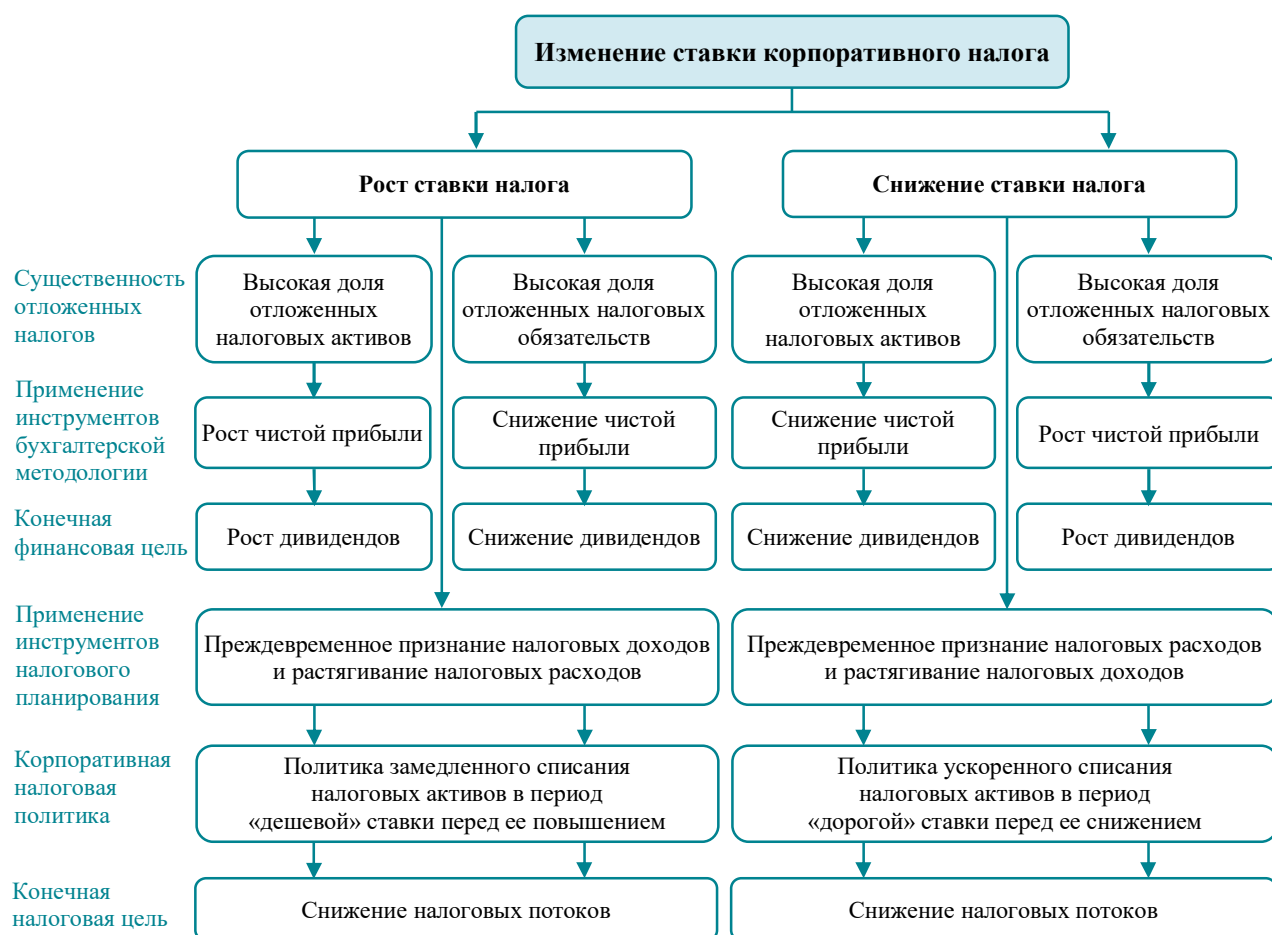 Изменение ставки корпоративного налога
Рост ставки налога
Снижение ставки налога
Существенность
отложенных
налогов
Высокая доля
отложенных
налоговых активов
Высокая доля
отложенных налоговых
обязательств
Высокая доля
отложенных
налоговых активов
Высокая доля
отложенных налоговых
обязательств
Применение
инструментов
бухгалтерской
методологии
Рост чистой прибыли
Снижение чистой
прибыли
Снижение чистой
прибыли
Рост чистой прибыли
Конечная
финансовая цель
Рост дивидендов
Снижение дивидендов
Снижение дивидендов
Рост дивидендов
Применение
инструментов
налогового
планирования
Преждевременное признание налоговых доходов
и растягивание налоговых расходов
Преждевременное признание налоговых расходов
и растягивание налоговых доходов
Корпоративная
налоговая
политика
Политика замедленного списания
налоговых активов в период
«дешевой» ставки перед ее повышением
Политика ускоренного списания
налоговых активов в период
«дорогой» ставки перед ее снижением
Конечная
налоговая цель
Снижение налоговых потоков
Снижение налоговых потоков